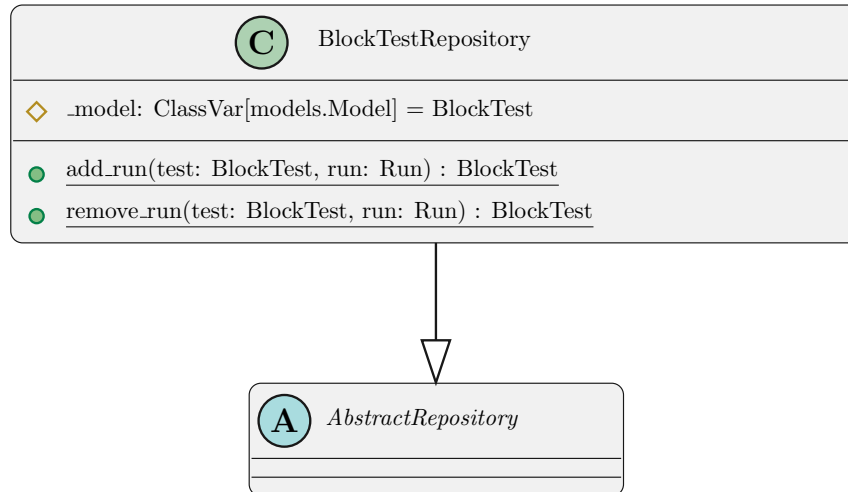 C BlockTestRepository
_model: ClassVar[models.Model] = BlockTest
add_run(test: BlockTest, run: Run) : BlockTest
remove_run(test: BlockTest, run: Run) : BlockTest
A AbstractRepository